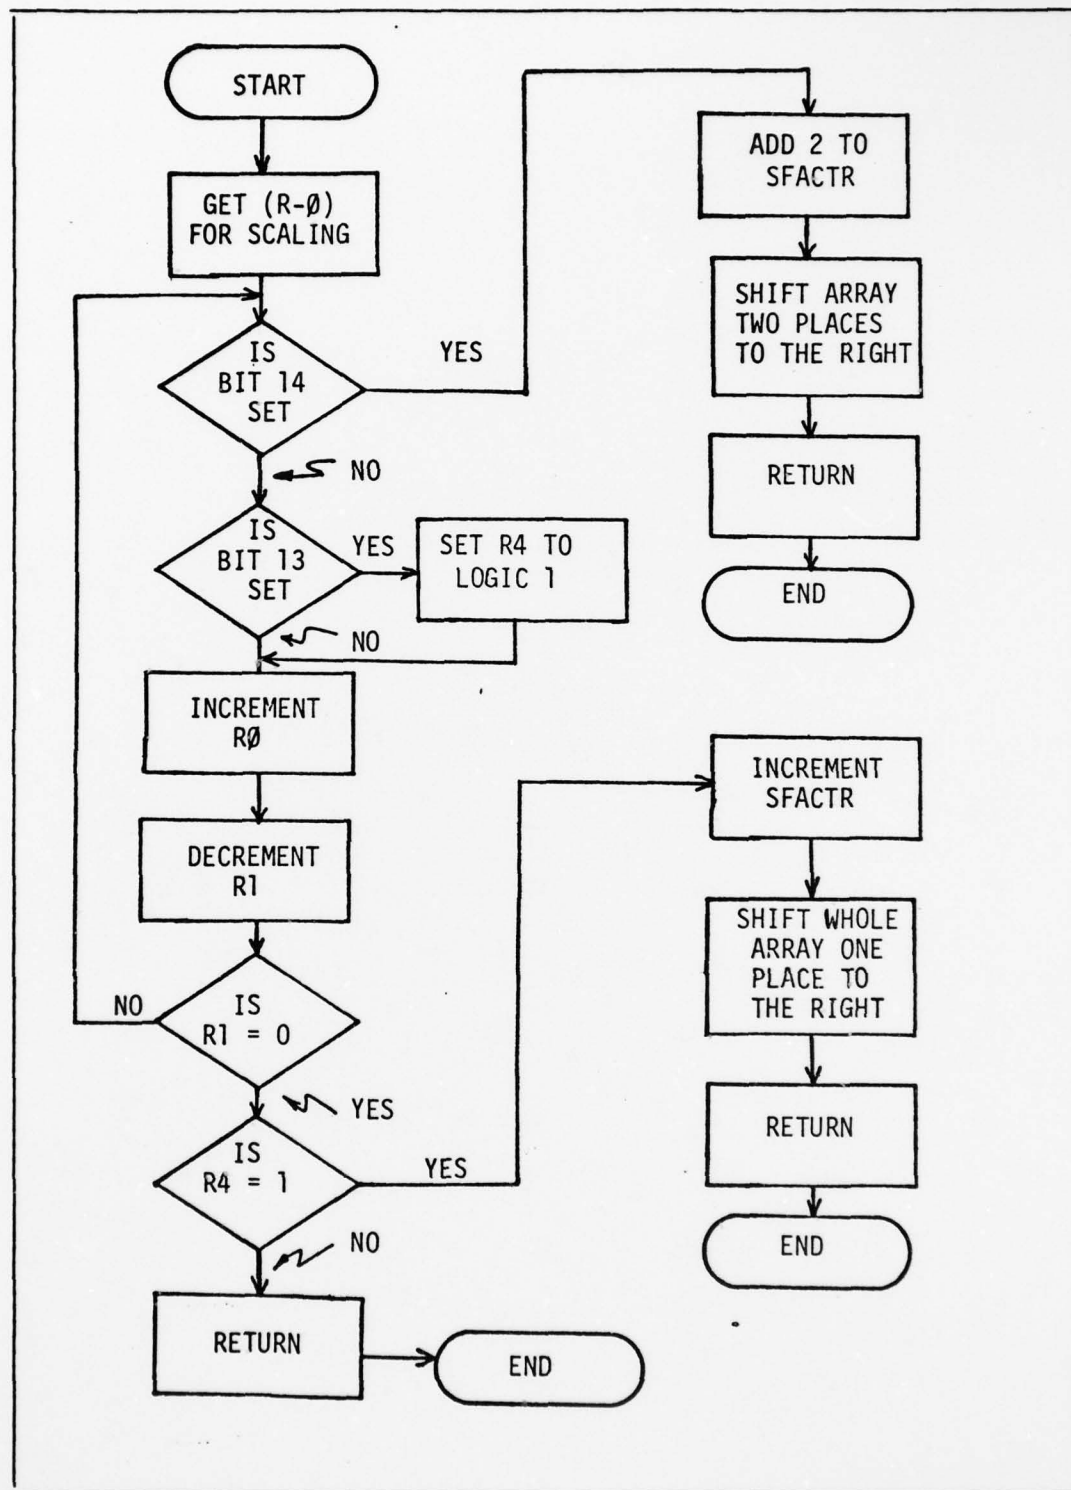 START
GET (R-Ø)
FOR SCALING
IS
BIT 14
SET
YES
NO
IS
BIT 13
SET
YES
SET R4 TO
LOGIC 1
NO
INCREMENT
RØ
DECREMENT
R1
IS
R1 = 0
NO
YES
IS
R4 = 1
YES
NO
RETURN
END
ADD 2 TO
SFACTR
SHIFT ARRAY
TWO PLACES
TO THE RIGHT
RETURN
END
INCREMENT
SFACTR
SHIFT WHOLE
ARRAY ONE
PLACE TO
THE RIGHT
RETURN
END